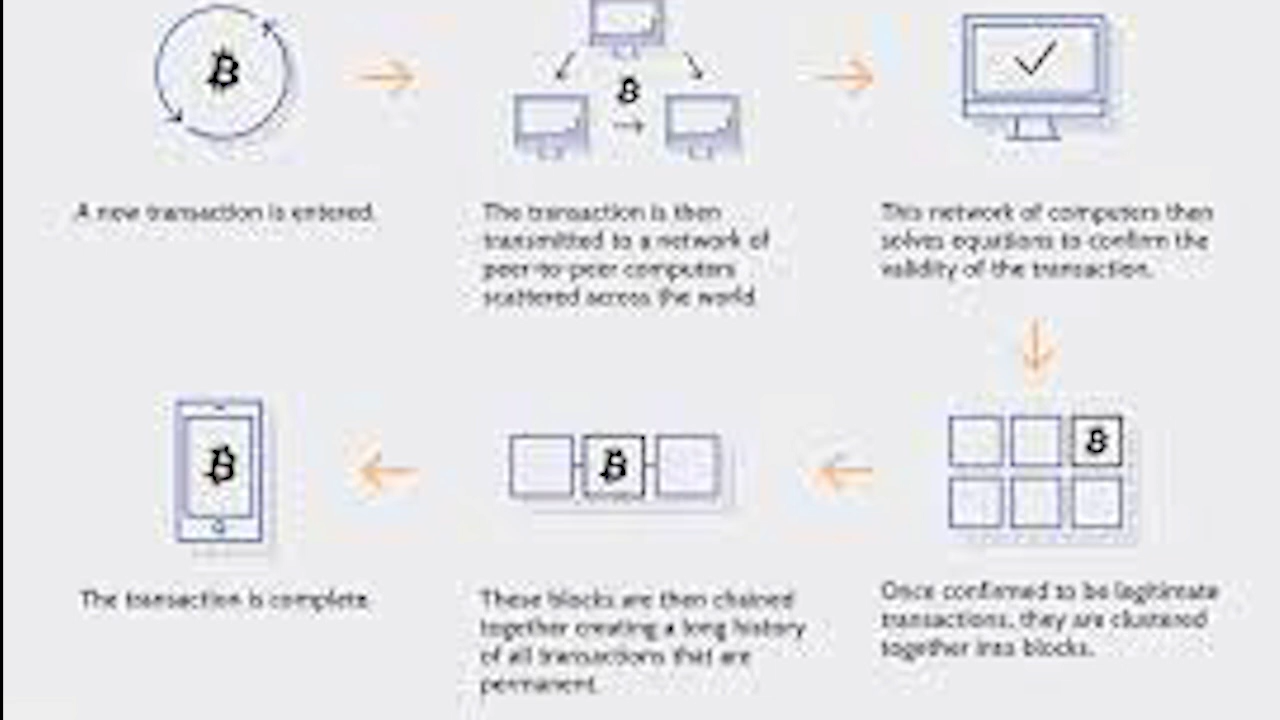 A new transaction is entered.
The transaction is then
transmitted to a network of
peer-to-peer computers
scattered across the world.
This network of computers then
solves equations to confirm the
validity of the transaction.
Once confirmed to be legitimate
transactions, they are clustered
together into blocks.
These blocks are then chained
together creating a long history
of all transactions that are
permanent.
The transaction is complete.